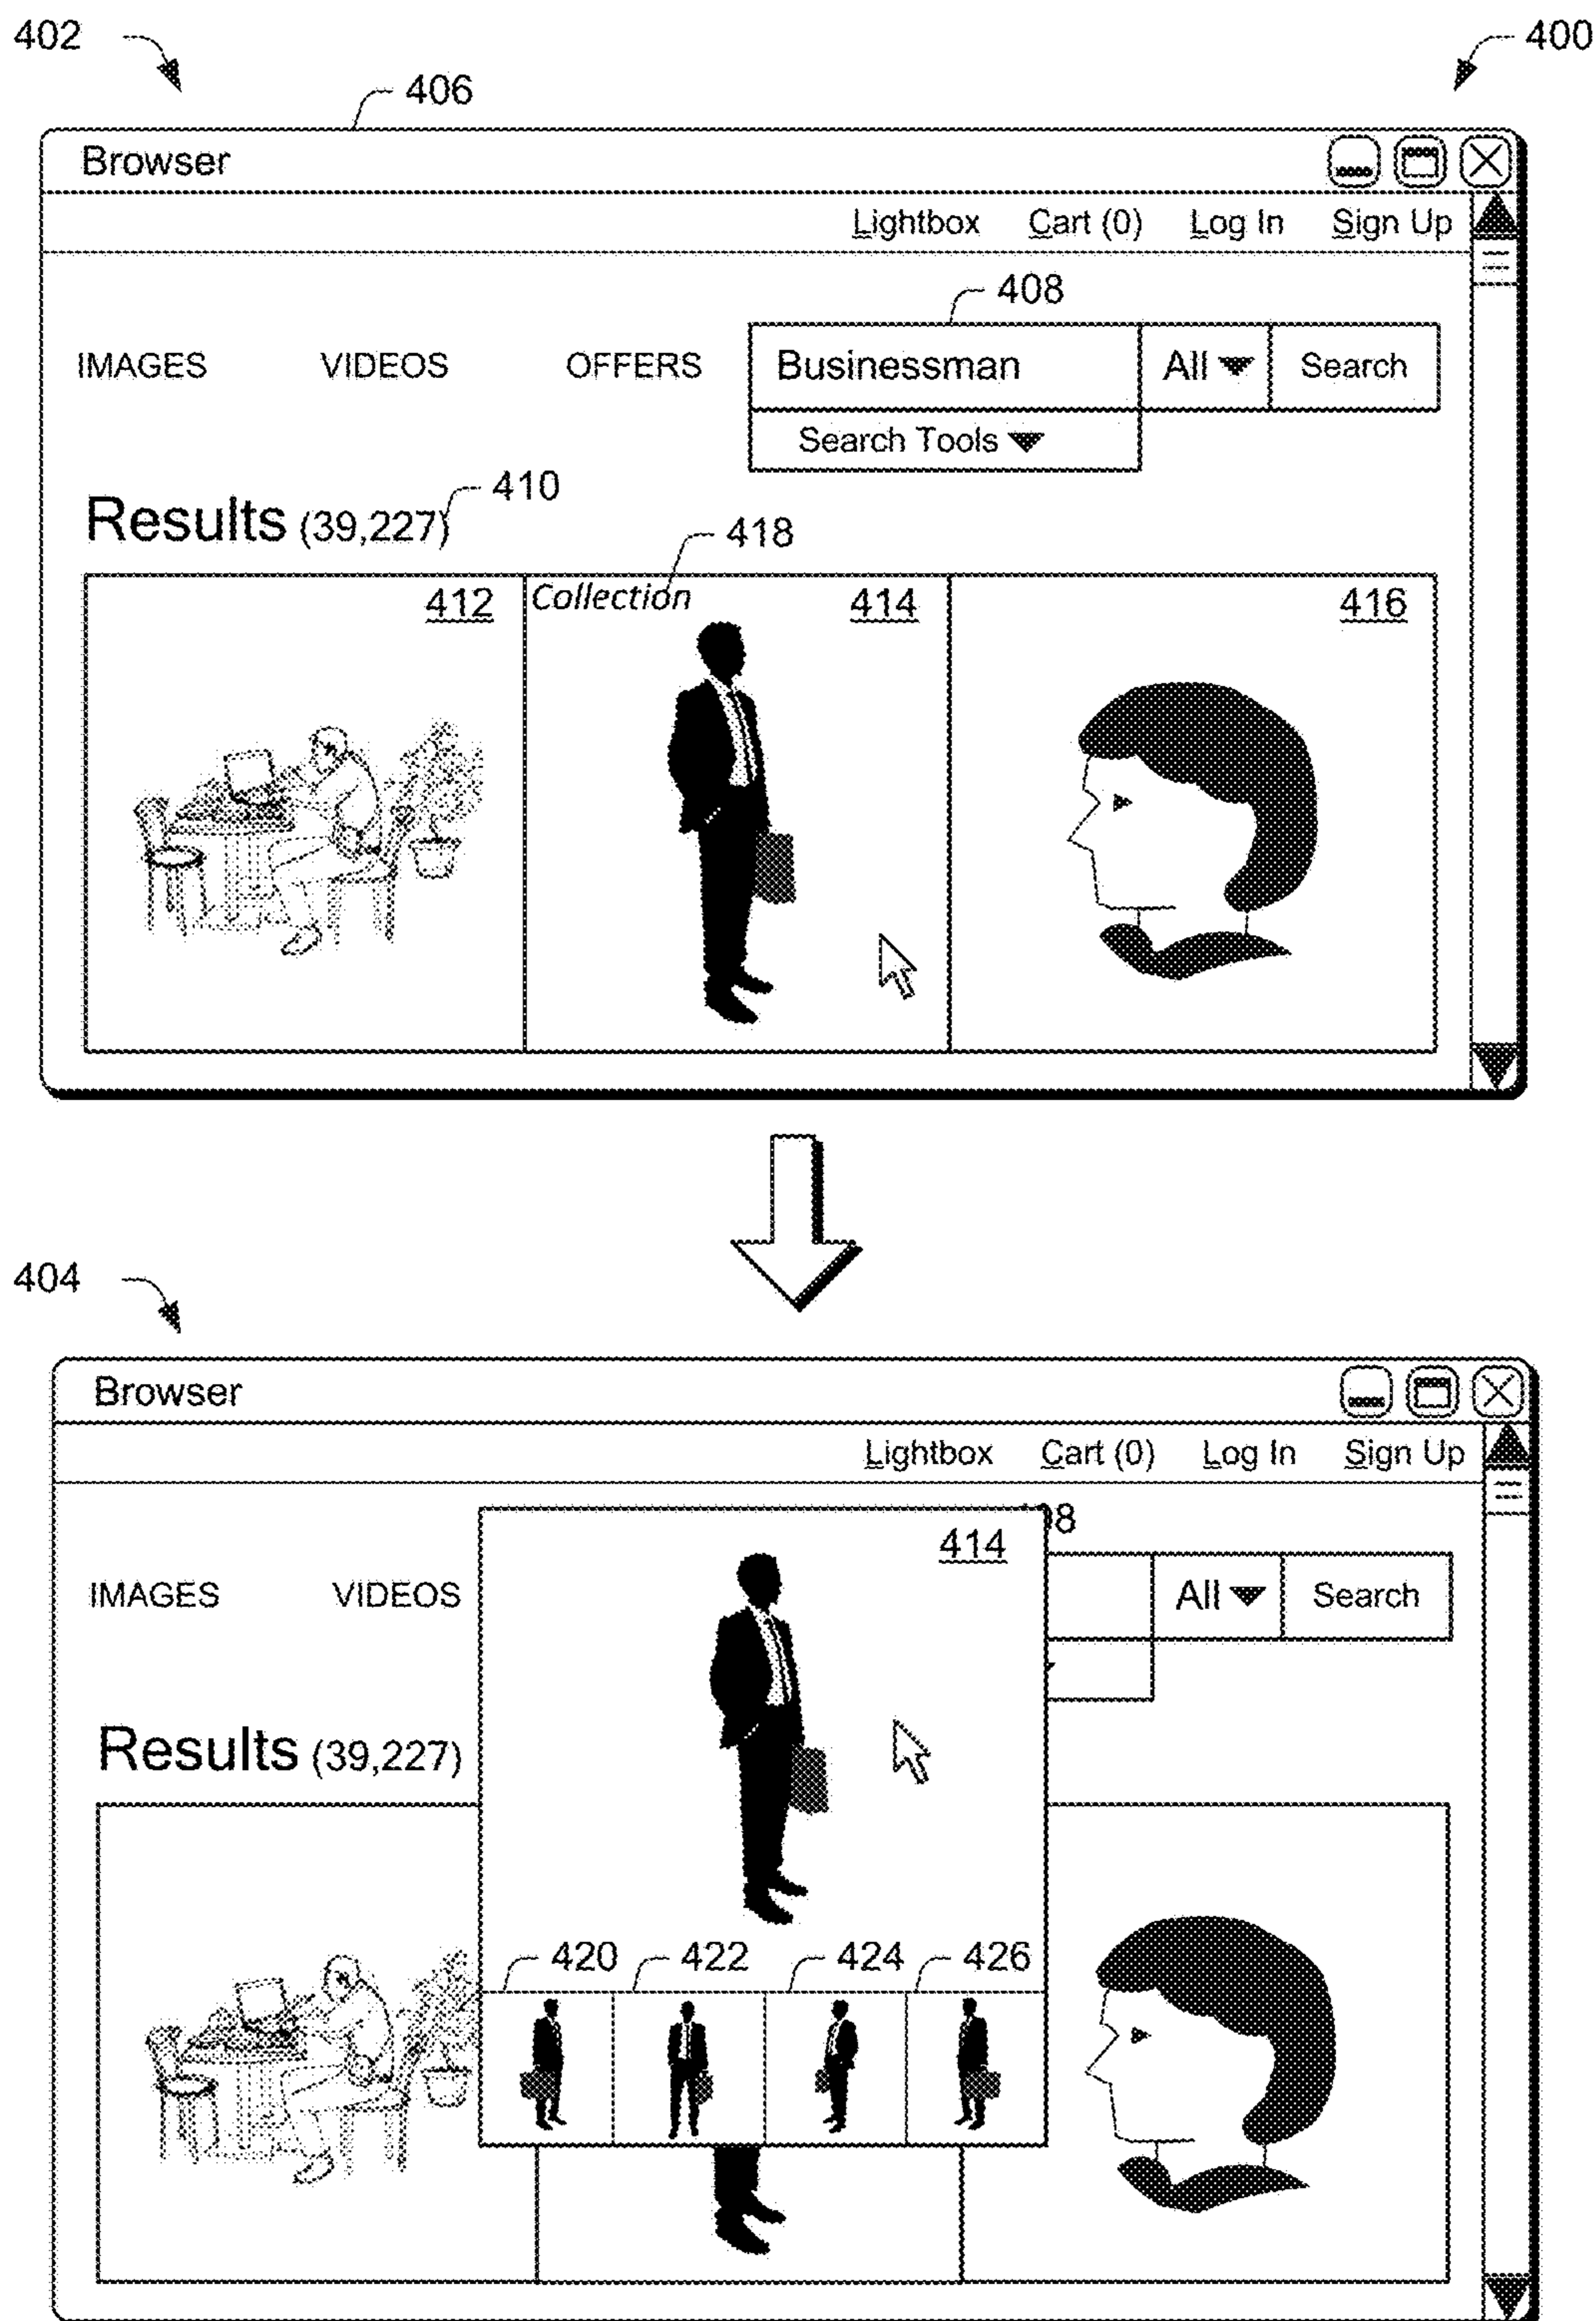 402
400
406
Browser
Lightbox Cart (0) Log In Sign Up
408
IMAGES VIDEOS OFFERS Businessman All Search
Search Tools
410
Results (39,227)
418
Collection
412 414 416
404
Browser
Lightbox Cart (0) Log In Sign Up
414
IMAGES VIDEOS All Search
Results (39,227)
420 422 424 426